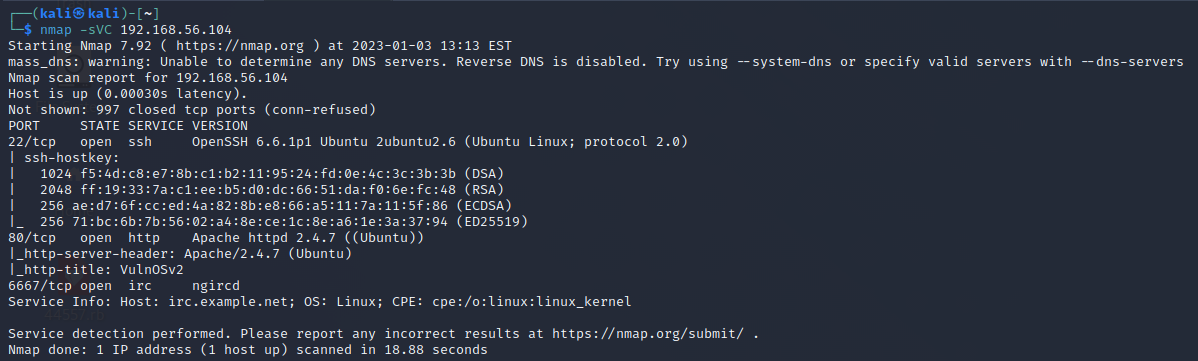 ┌──(kali㉿kali)-[~]
└─$ nmap -sVC 192.168.56.104
Starting Nmap 7.92 ( https://nmap.org ) at 2023-01-03 13:13 EST
mass_dns: warning: Unable to determine any DNS servers. Reverse DNS is disabled. Try using --system-dns or specify valid servers with --dns-servers
Nmap scan report for 192.168.56.104
Host is up (0.00030s latency).
Not shown: 997 closed tcp ports (conn-refused)
PORT     STATE SERVICE VERSION
22/tcp   open  ssh     OpenSSH 6.6.1p1 Ubuntu 2ubuntu2.6 (Ubuntu Linux; protocol 2.0)
| ssh-hostkey:
|   1024 f5:4d:c8:e7:8b:c1:b2:11:95:24:fd:0e:4c:3c:3b:3b (DSA)
|   2048 ff:19:33:7a:c1:ee:b5:d0:dc:66:51:da:f0:6e:fc:48 (RSA)
|   256 ae:d7:6f:cc:ed:4a:82:8b:e8:66:a5:11:7a:11:5f:86 (ECDSA)
|_  256 71:bc:6b:7b:56:02:a4:8e:ce:1c:8e:a6:1e:3a:37:94 (ED25519)
80/tcp   open  http    Apache httpd 2.4.7 ((Ubuntu))
|_http-server-header: Apache/2.4.7 (Ubuntu)
|_http-title: VulnOSv2
6667/tcp open  irc     ngircd
Service Info: Host: irc.example.net; OS: Linux; CPE: cpe:/o:linux:linux_kernel
Service detection performed. Please report any incorrect results at https://nmap.org/submit/ .
Nmap done: 1 IP address (1 host up) scanned in 18.88 seconds